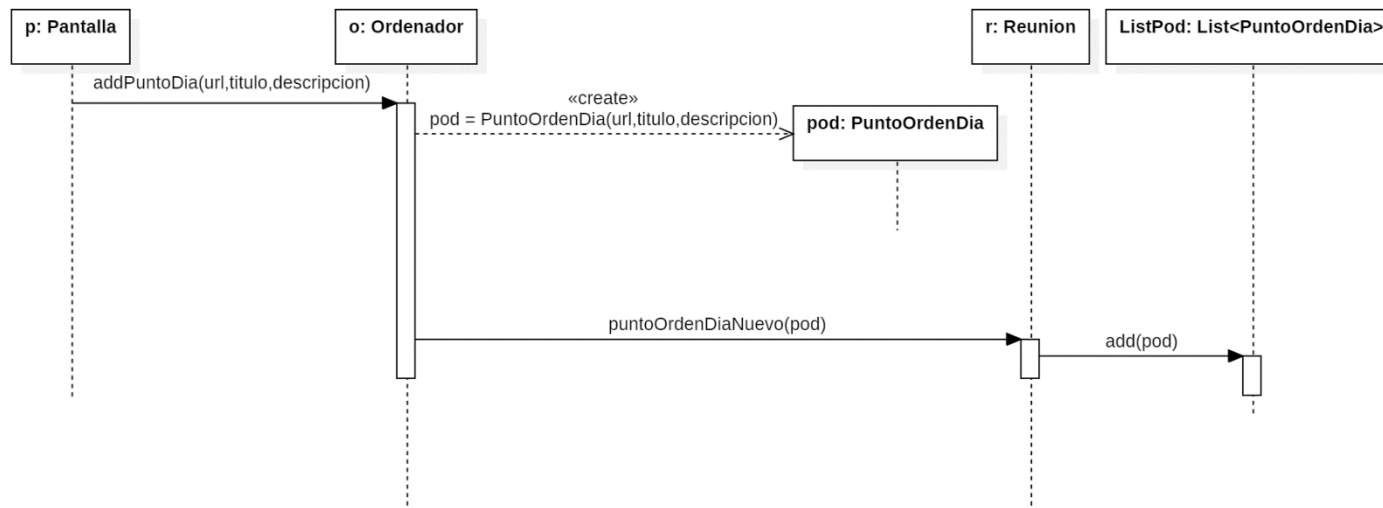 p: Pantalla
o: Ordenador
r: Reunion
ListPod: List<PuntoOrdenDia>
addPuntoDia(url,titulo,descripcion)
«create»
pod = PuntoOrdenDia(url,titulo,descripcion)
pod: PuntoOrdenDia
puntoOrdenDiaNuevo(pod)
add(pod)